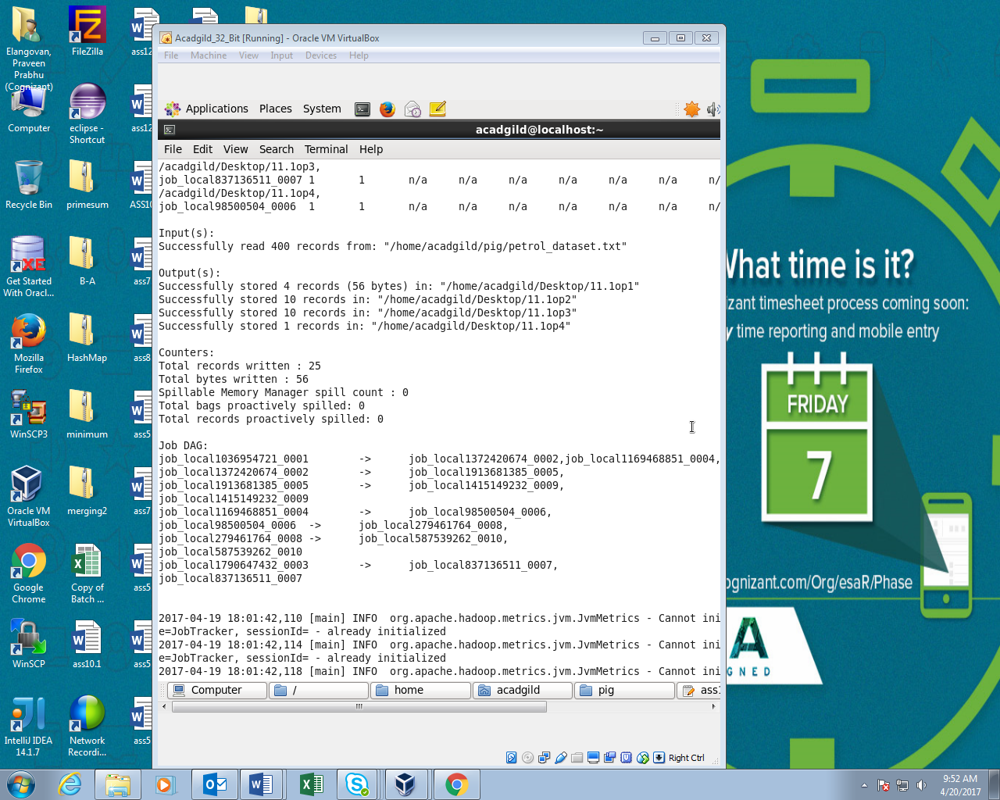 Elangovan,
Praveen
Prabhu
(Cognizant)
FileZilla
ass12
Computer
eclipse -
Shortcut
ass12
Recycle Bin
primesum
ASS10
Get Started
With Oracl...
B-A
ass7
Mozilla
Firefox
HashMap
ass8
WinSCP3
minimum
ass5
Oracle VM
VirtualBox
merging2
ass7
Google
Chrome
Copy of
Batch ...
ass5
WinSCP
ass10.1
ass5
IntelliJ IDEA
14.1.7
Network
Recordi...
ass5
Acadgild_32_Bit [Running] - Oracle VM VirtualBox
File Machine View Input Devices Help
Applications Places System
acadgild@localhost:~
File Edit View Search Terminal Help
/acadgild/Desktop/11.1op3,
job_local837136511_0007 1 1 n/a n/a n/a n/a n/a n/a n/
/acadgild/Desktop/11.1op4,
job_local98500504_0006 1 1 n/a n/a n/a n/a n/a n/a n/
Input(s):
Successfully read 400 records from: "/home/acadgild/pig/petrol_dataset.txt"
Output(s):
Successfully stored 4 records (56 bytes) in: "/home/acadgild/Desktop/11.1op1"
Successfully stored 10 records in: "/home/acadgild/Desktop/11.1op2"
Successfully stored 10 records in: "/home/acadgild/Desktop/11.1op3"
Successfully stored 1 records in: "/home/acadgild/Desktop/11.1op4"
Counters:
Total records written : 25
Total bytes written : 56
Spillable Memory Manager spill count : 0
Total bags proactively spilled: 0
Total records proactively spilled: 0
Job DAG:
job_local1036954721_0001 -> job_local1372420674_0002,job_local1169468851_0004,
job_local1372420674_0002 -> job_local1913681385_0005,
job_local1913681385_0005 -> job_local1415149232_0009,
job_local1415149232_0009
job_local1169468851_0004 -> job_local98500504_0006,
job_local98500504_0006 -> job_local279461764_0008,
job_local279461764_0008 -> job_local587539262_0010,
job_local587539262_0010
job_local1790647432_0003 -> job_local837136511_0007,
job_local837136511_0007
2017-04-19 18:01:42,110 [main] INFO org.apache.hadoop.metrics.jvm.JvmMetrics - Cannot ini
e=JobTracker, sessionId= - already initialized
2017-04-19 18:01:42,114 [main] INFO org.apache.hadoop.metrics.jvm.JvmMetrics - Cannot ini
e=JobTracker, sessionId= - already initialized
2017-04-19 18:01:42,118 [main] INFO org.apache.hadoop.metrics.jvm.JvmMetrics - Cannot ini
Computer / home acadgild pig ass1
Right Ctrl
What time is it?
zant timesheet process coming soon:
y time reporting and mobile entry
FRIDAY
7
ognizant.com/Org/esaR/Phase
A
GNED
9:52 AM
4/20/2017